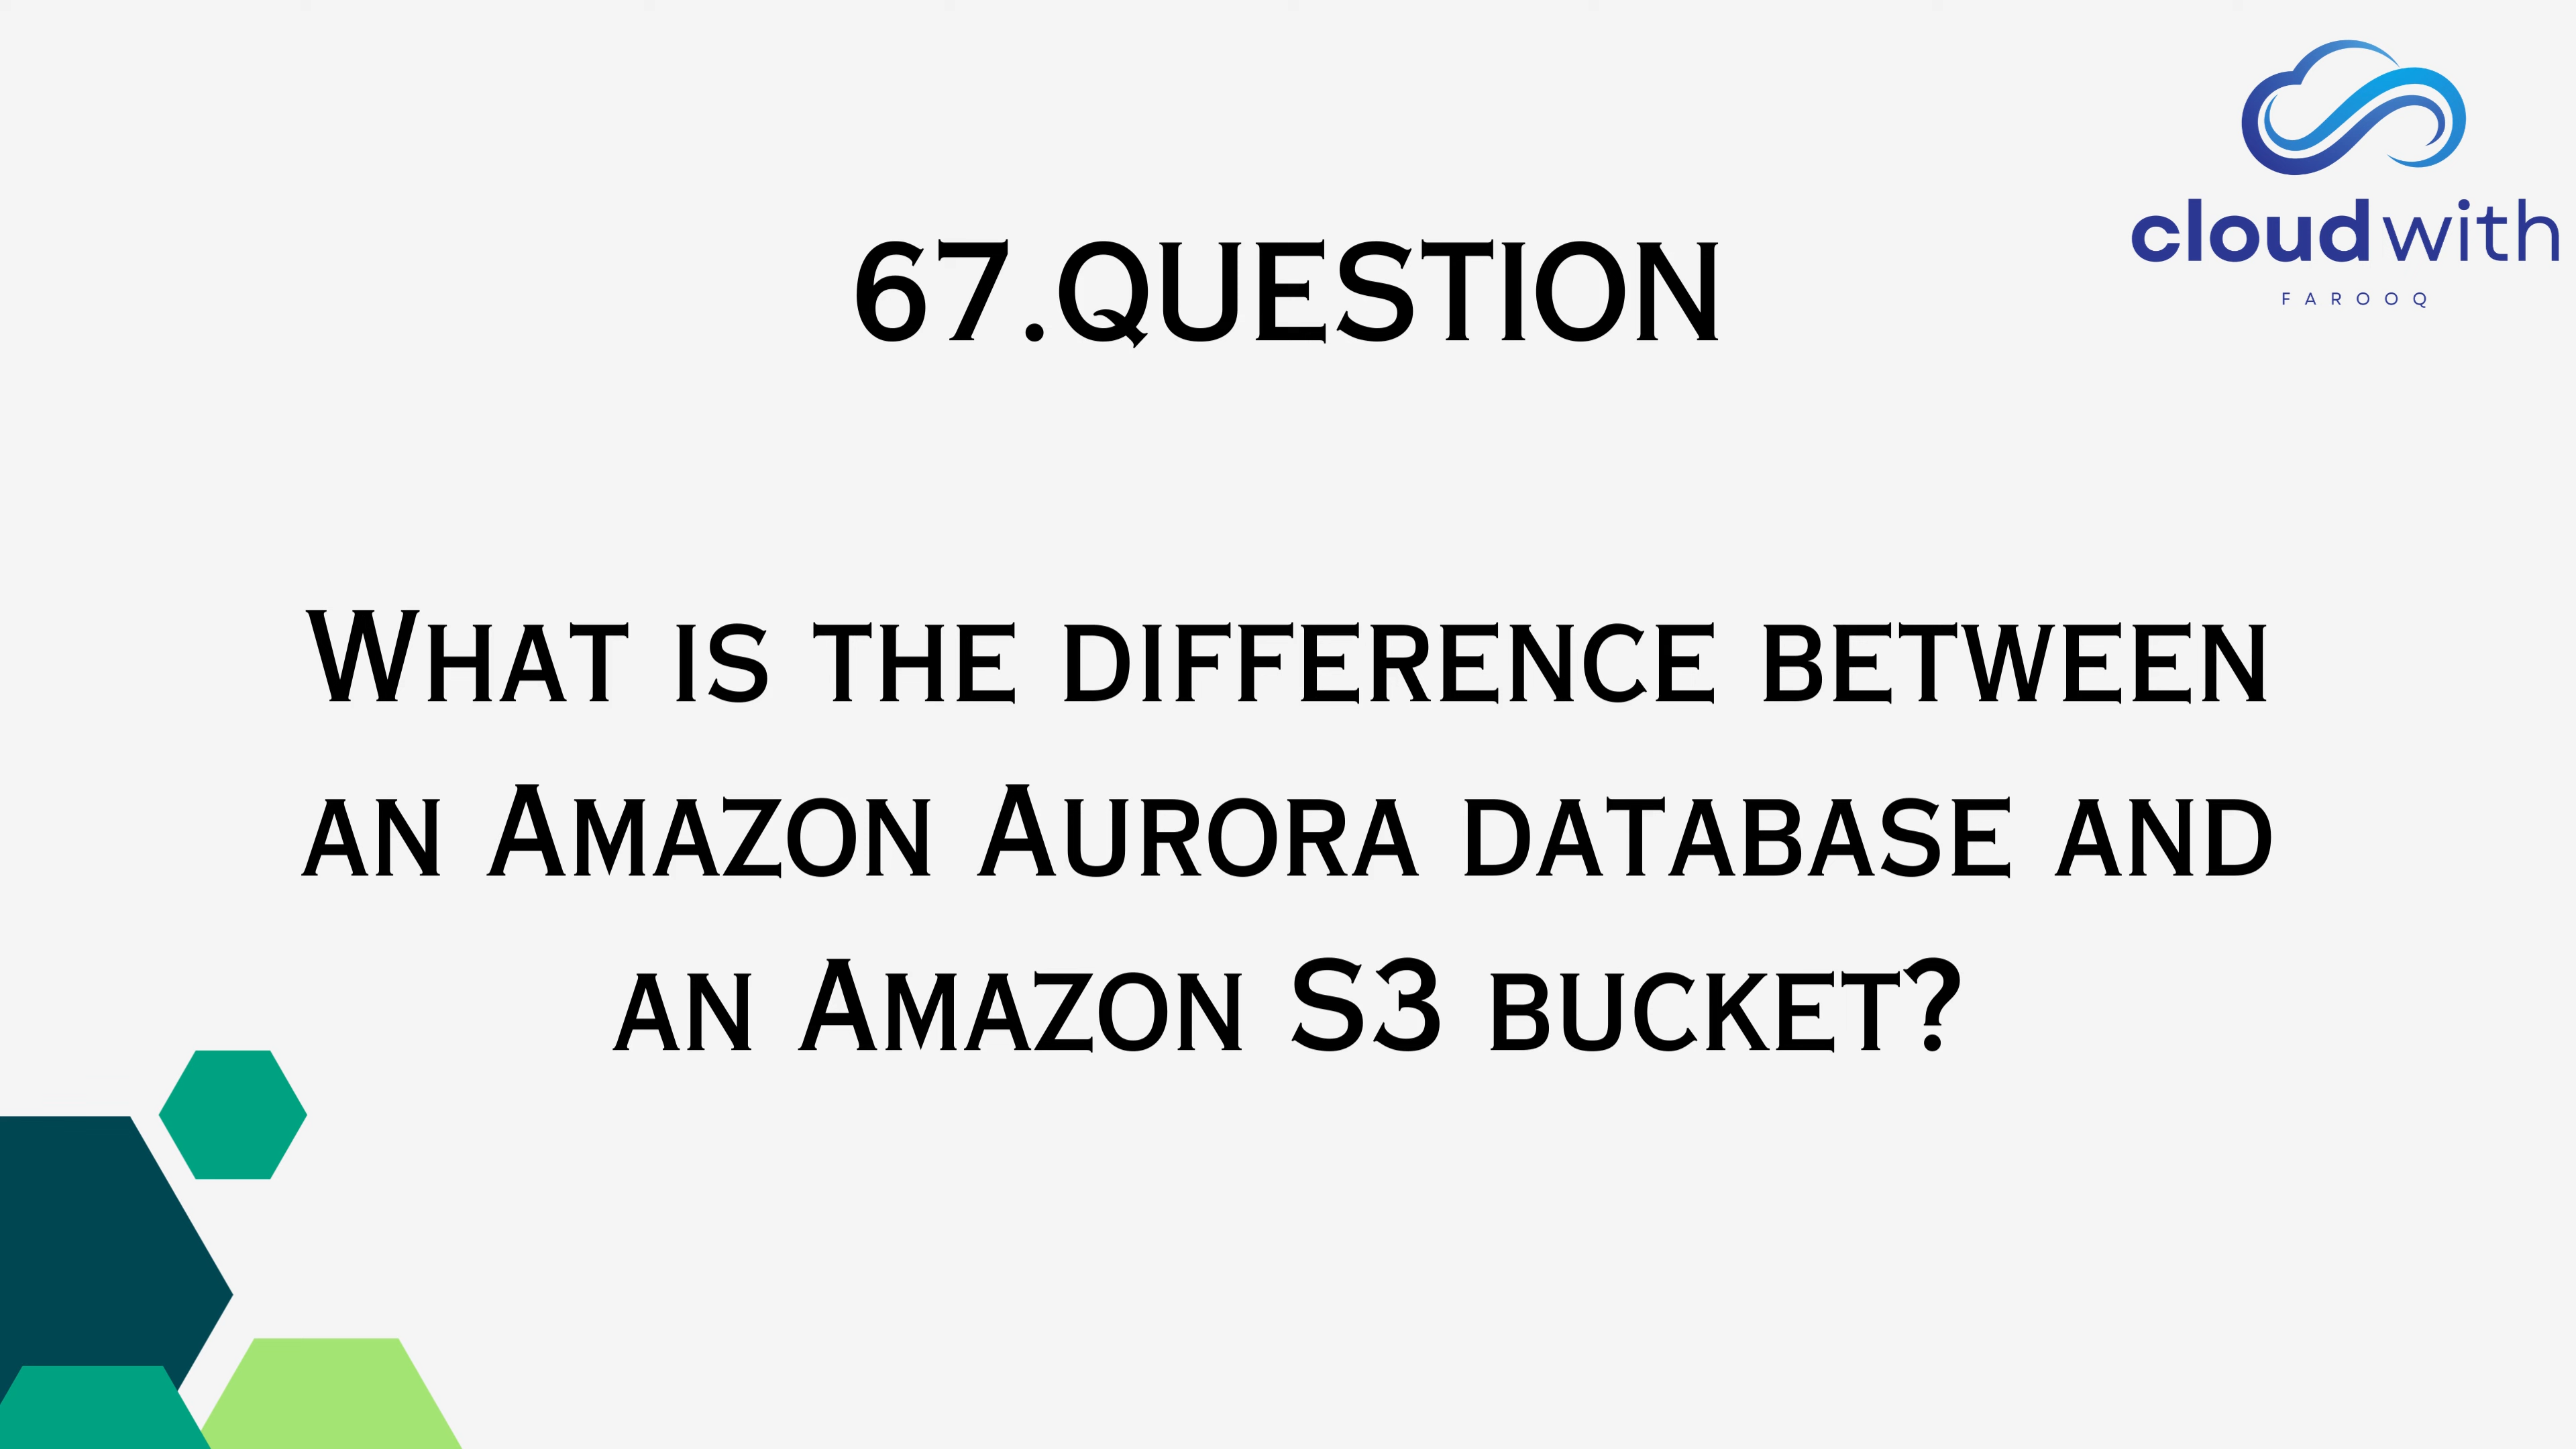 cloudwith
FAROOQ
67.QUESTION
What is the difference between
an Amazon Aurora database and
an Amazon S3 bucket?